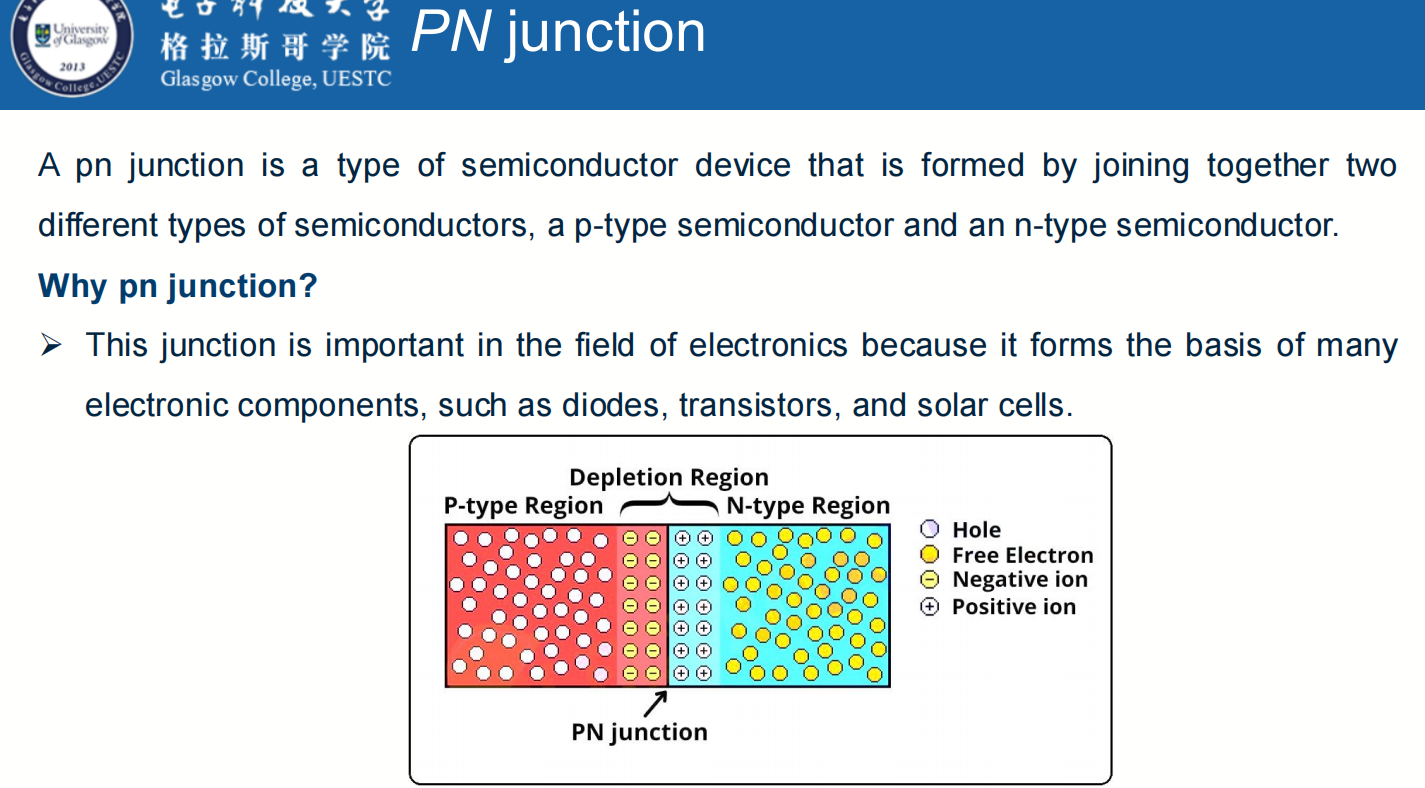 University
of Glasgow
2013
Glasgow College, UESTC
电子科技大学
格拉斯哥学院
Glasgow College, UESTC
PN junction
A pn junction is a type of semiconductor device that is formed by joining together two
different types of semiconductors, a p-type semiconductor and an n-type semiconductor.
Why pn junction?
➢ This junction is important in the field of electronics because it forms the basis of many
electronic components, such as diodes, transistors, and solar cells.
Depletion Region
P-type Region
N-type Region
Hole
Free Electron
Negative ion
Positive ion
PN junction